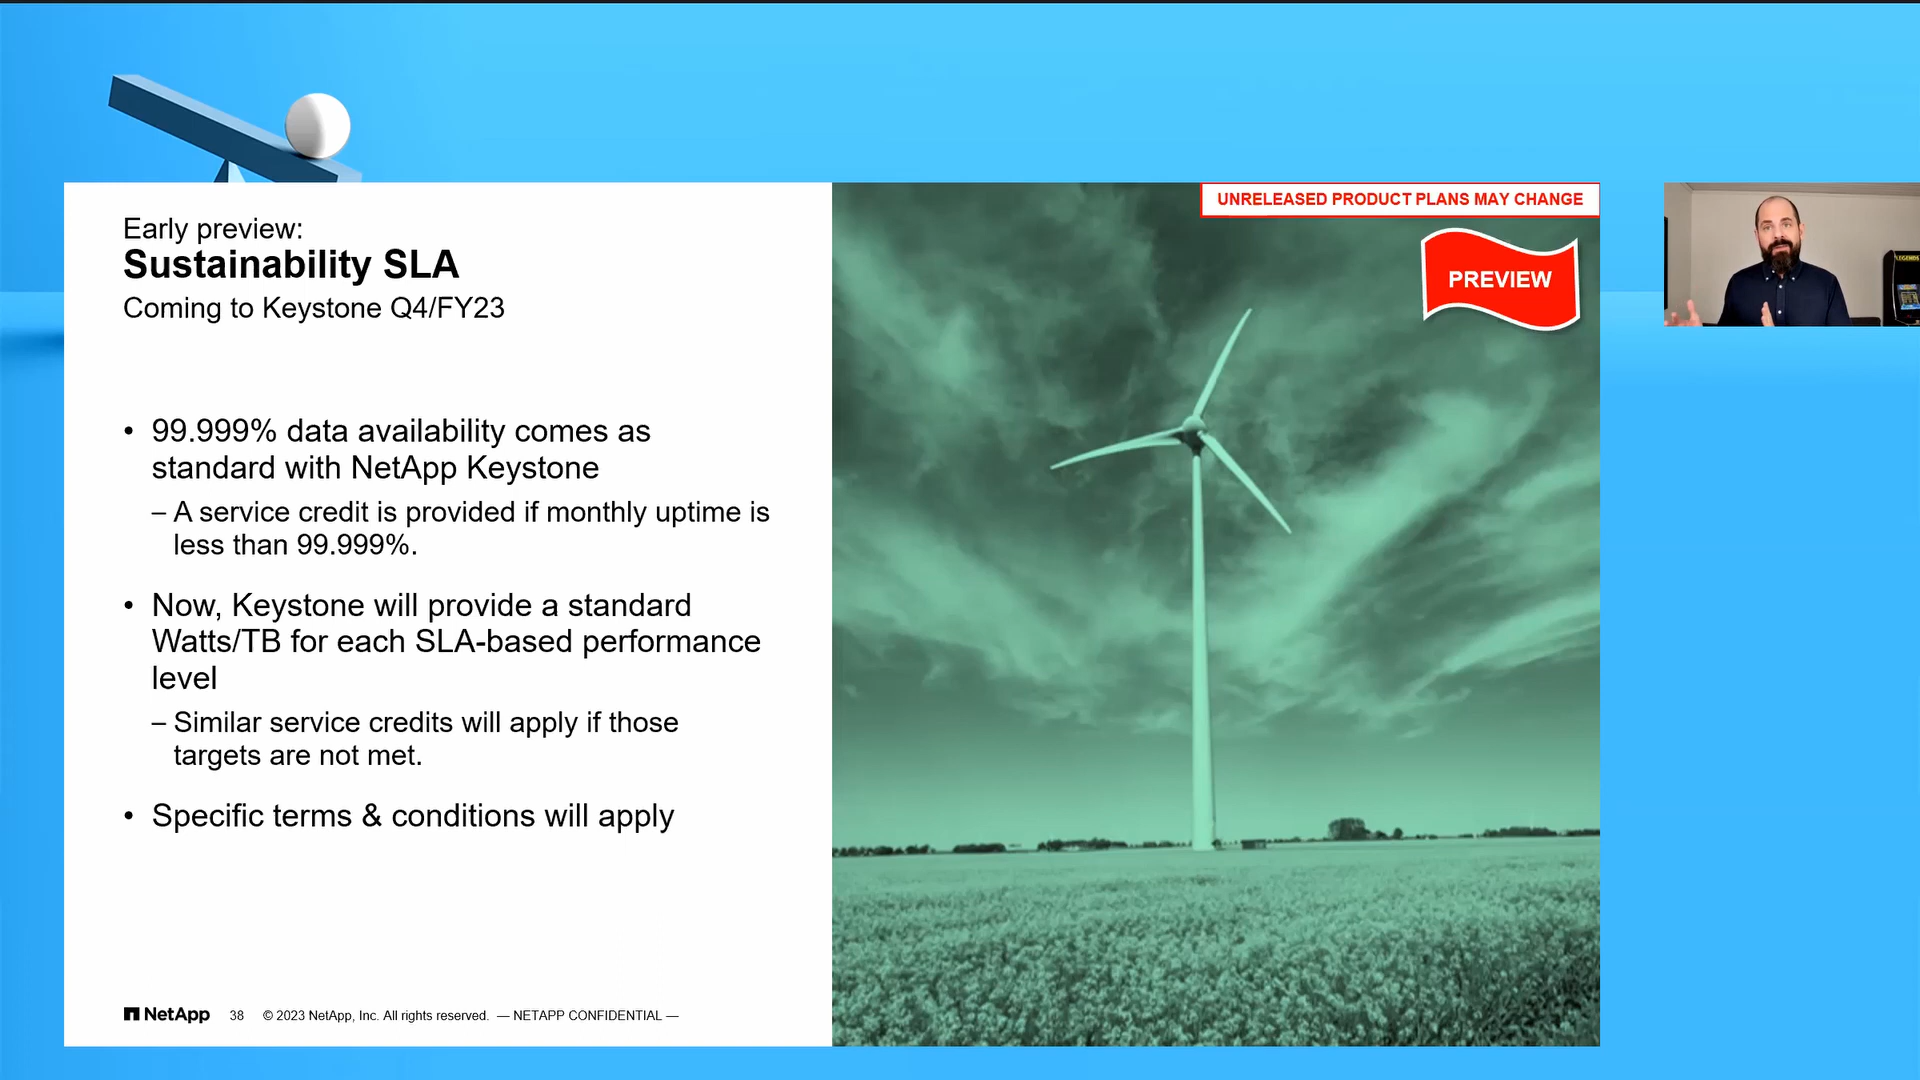 UNRELEASED PRODUCT PLANS MAY CHANGE
PREVIEW
Early preview:
Sustainability SLA
Coming to Keystone Q4/FY23
• 99.999% data availability comes as
standard with NetApp Keystone
– A service credit is provided if monthly uptime is
less than 99.999%.
• Now, Keystone will provide a standard
Watts/TB for each SLA-based performance
level
– Similar service credits will apply if those
targets are not met.
• Specific terms & conditions will apply
NetApp 38 © 2023 NetApp, Inc. All rights reserved. — NETAPP CONFIDENTIAL —
LEGENDS